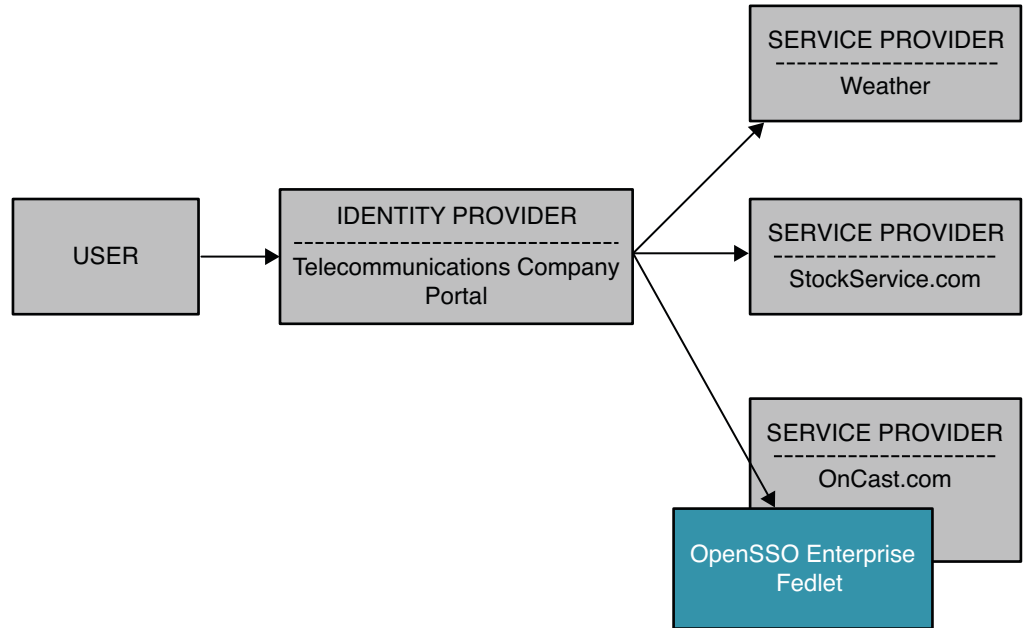 SERVICE PROVIDER
Weather
USER
IDENTITY PROVIDER
Telecommunications Company
Portal
SERVICE PROVIDER
StockService.com
SERVICE PROVIDER
OnCast.com
OpenSSO Enterprise
Fedlet